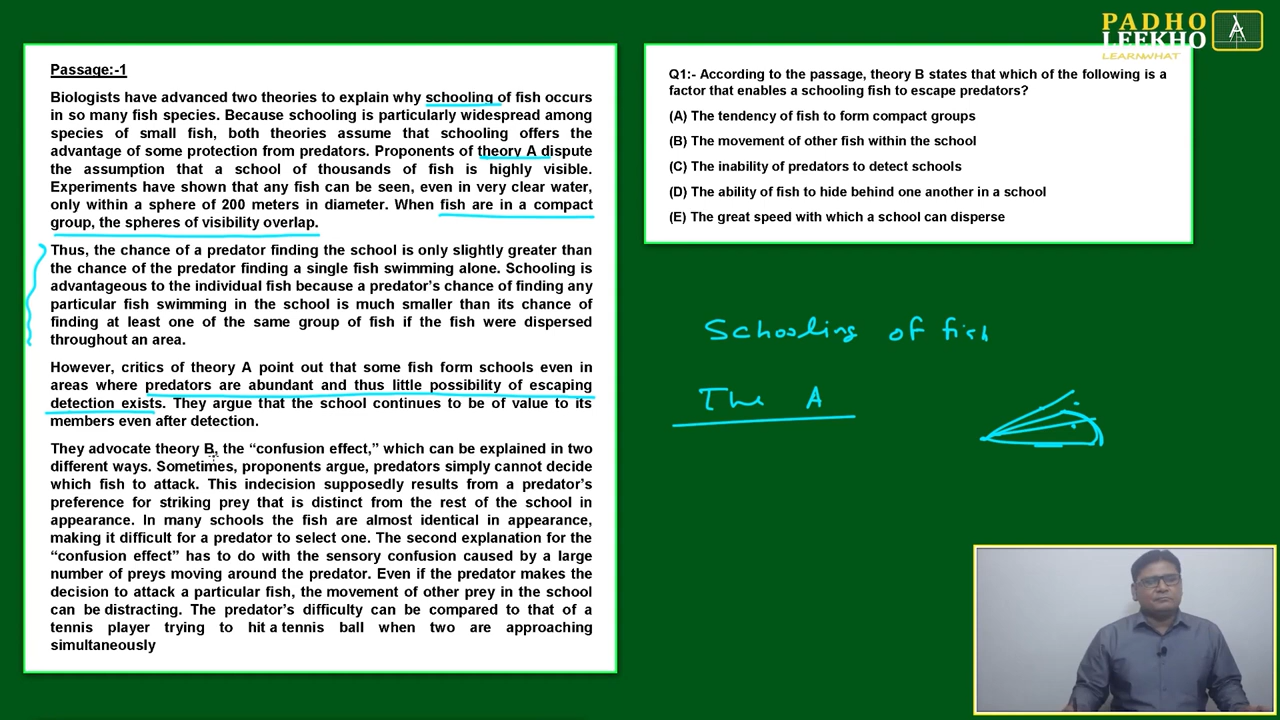 PADHO
LEEKHO
LEARNWHAT
Passage:-1
Biologists have advanced two theories to explain why schooling of fish occurs
in so many fish species. Because schooling is particularly widespread among
species of small fish, both theories assume that schooling offers the
advantage of some protection from predators. Proponents of theory A dispute
the assumption that a school of thousands of fish is highly visible.
Experiments have shown that any fish can be seen, even in very clear water,
only within a sphere of 200 meters in diameter. When fish are in a compact
group, the spheres of visibility overlap.
Thus, the chance of a predator finding the school is only slightly greater than
the chance of the predator finding a single fish swimming alone. Schooling is
advantageous to the individual fish because a predator's chance of finding any
particular fish swimming in the school is much smaller than its chance of
finding at least one of the same group of fish if the fish were dispersed
throughout an area.
However, critics of theory A point out that some fish form schools even in
areas where predators are abundant and thus little possibility of escaping
detection exists. They argue that the school continues to be of value to its
members even after detection.
They advocate theory B, the “confusion effect,” which can be explained in two
different ways. Sometimes, proponents argue, predators simply cannot decide
which fish to attack. This indecision supposedly results from a predator's
preference for striking prey that is distinct from the rest of the school in
appearance. In many schools the fish are almost identical in appearance,
making it difficult for a predator to select one. The second explanation for the
“confusion effect” has to do with the sensory confusion caused by a large
number of preys moving around the predator. Even if the predator makes the
decision to attack a particular fish, the movement of other prey in the school
can be distracting. The predator's difficulty can be compared to that of a
tennis player trying to hit a tennis ball when two are approaching
simultaneously
Q1:- According to the passage, theory B states that which of the following is a
factor that enables a schooling fish to escape predators?
(A) The tendency of fish to form compact groups
(B) The movement of other fish within the school
(C) The inability of predators to detect schools
(D) The ability of fish to hide behind one another in a school
(E) The great speed with which a school can disperse
Schooling of fish
The A